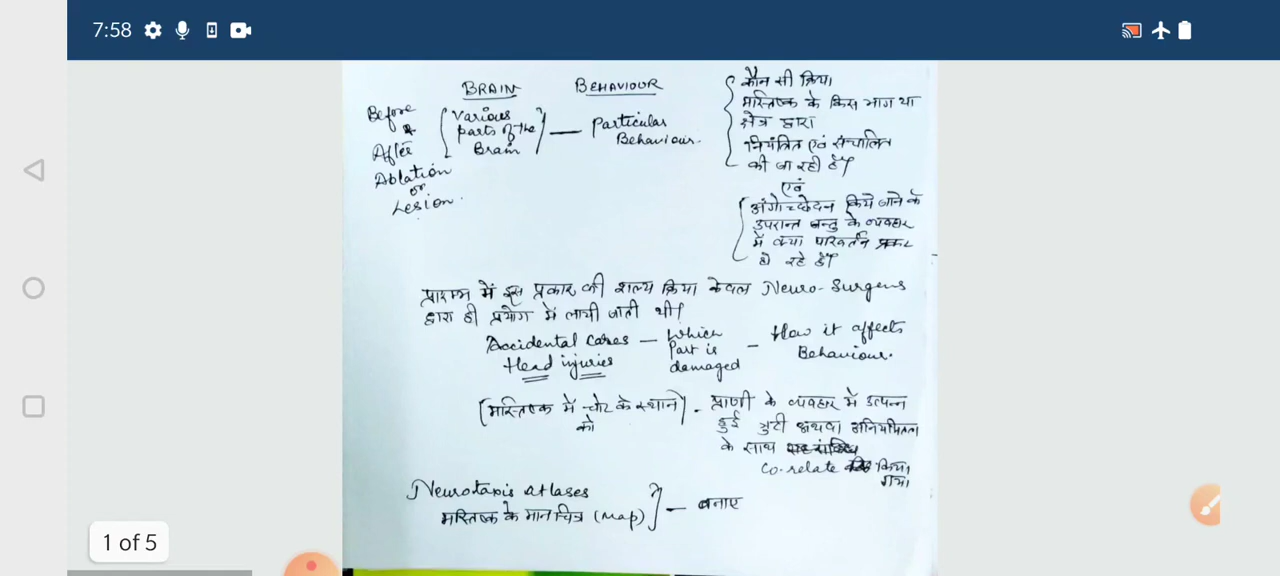 7:58
BRAIN BEHAVIOUR
Before & After Ablation or Lesion.
{Various parts of the Brain} — Particular Behaviour.
{कौन सी क्रिया
मस्तिष्क के किस भाग या
क्षेत्र द्वारा
नियंत्रित एवं संचालित
की जा रही है।
एवं
{अंगोच्छेदन किये जाने के
उपरान्त जन्तु के व्यवहार
में क्या परिवर्तन प्रकट
हो रहे हैं।
प्रारम्भ में इस प्रकार की शल्य क्रिया केवल Neuro-Surgens
द्वारा ही प्रयोग में लायी जाती थी।
Accidental cases — Which part is damaged — How it affects Behaviour.
Head injuries
[मस्तिष्क में चोट के स्थान] को - प्राणी के व्यवहार में उत्पन्न
हुई त्रुटी अथवा अनियमितता
के साथ
co-relate किया
गया
atlases
मस्तिष्क के मानचित्र (Map)} — बनाए
1 of 5